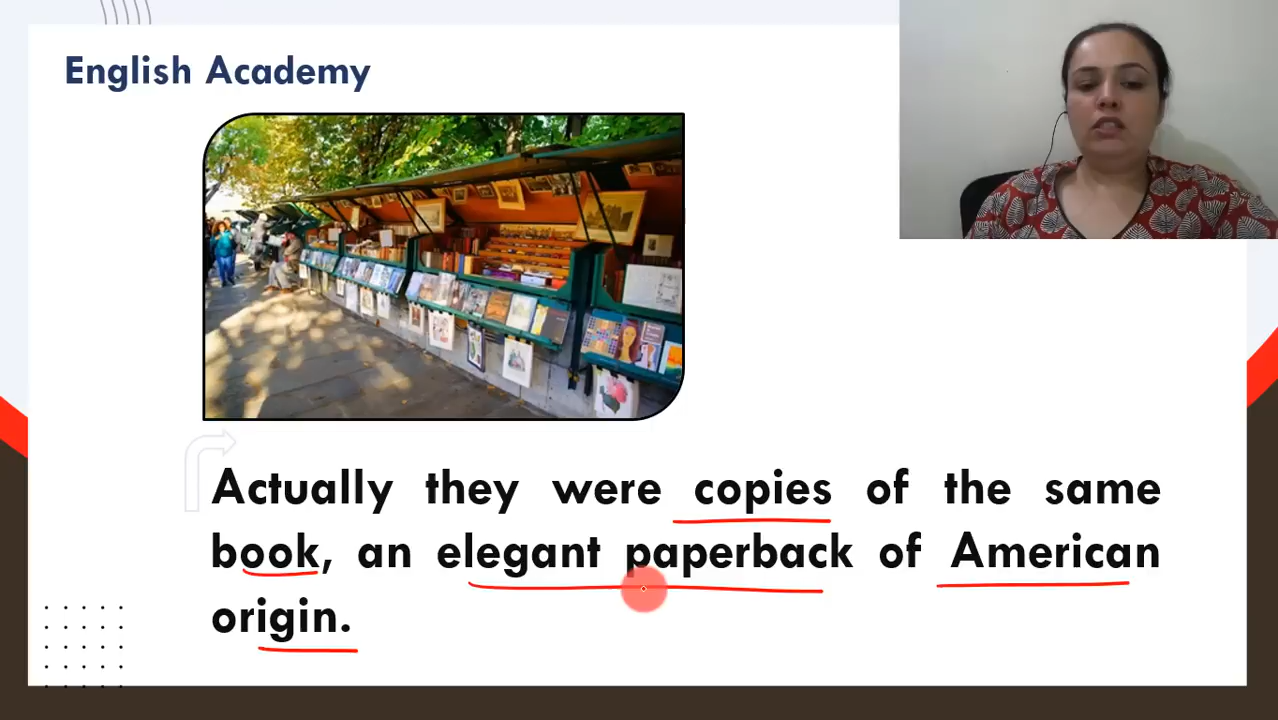 English Academy
Actually they were copies of the same
book, an elegant paperback of American
origin.